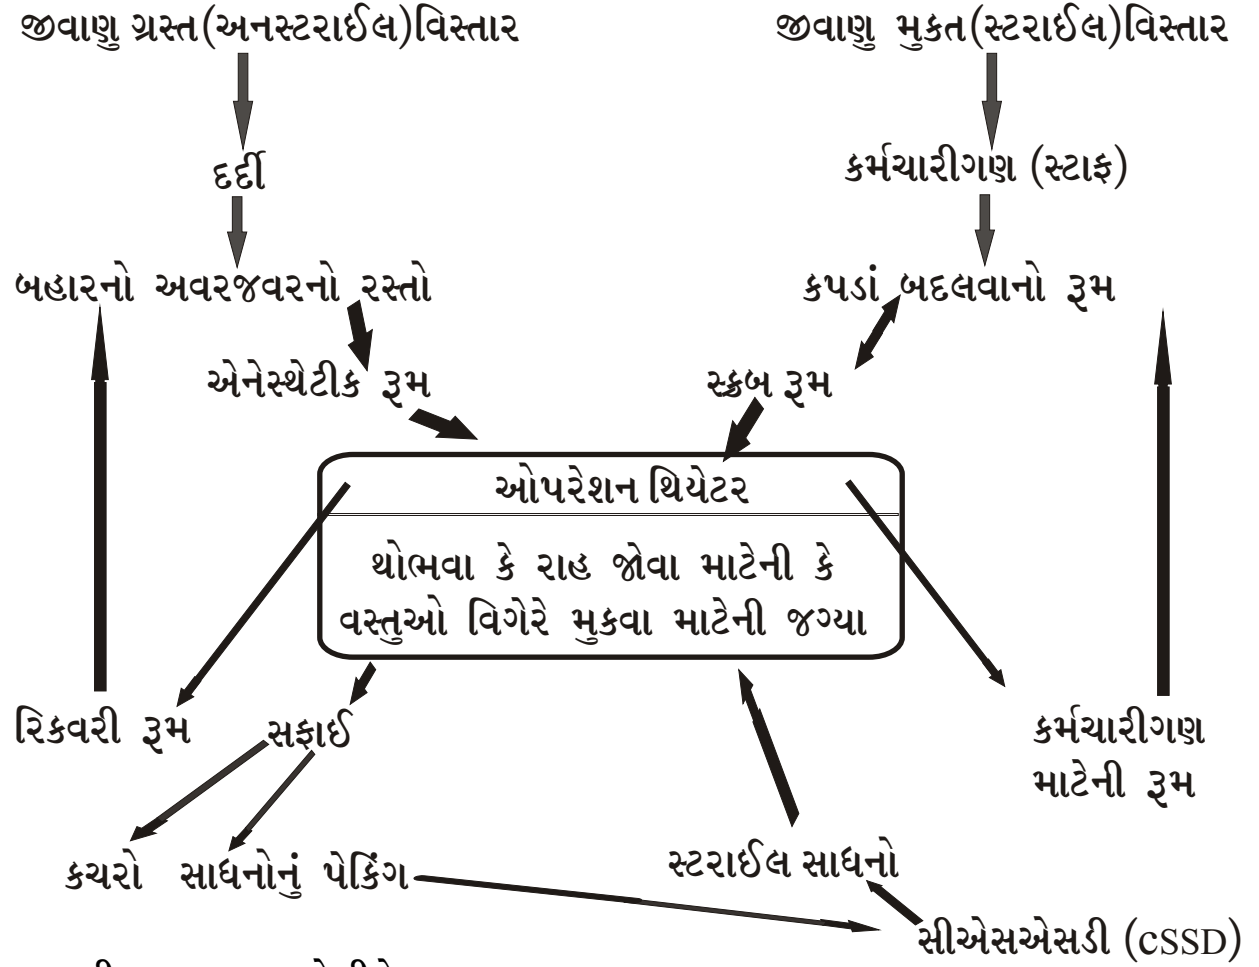 જીવાણુ ગ્રસ્ત(અનસ્ટરાઈલ)વિસ્તાર
જીવાણુ મુકત(સ્ટરાઈલ)વિસ્તાર
દર્દી
કર્મચારીગણ (સ્ટાફ)
બહારનો અવરજવરનો રસ્તો
કપડાં બદલવાનો રૂમ
એનેસ્થેટીક રૂમ
સ્ક્રબ રૂમ
ઓપરેશન થિયેટર
થોભવા કે રાહ જોવા માટેની કે
વસ્તુઓ વિગેરે મુકવા માટેની જગ્યા
રિકવરી રૂમ
સફાઈ
કર્મચારીગણ
માટેની રૂમ
કચરો
સાધનોનું પેકિંગ
સ્ટરાઈલ સાધનો
સીએસએસડી (cSSD)